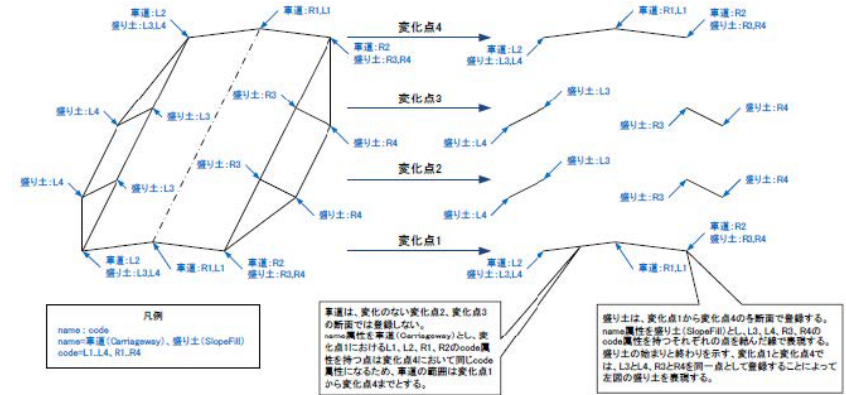 車道:L2
盛り土:L3,L4
車道:R1,L1
車道:R2
盛り土:R3,R4
盛り土:L4
盛り土:L3
盛り土:R3
盛り土:R4
盛り土:L4
盛り土:L3
盛り土:R3
盛り土:R4
車道:L2
盛り土:L3,L4
車道:R1,L1
車道:R2
盛り土:R3,R4
変化点4
変化点3
変化点2
変化点1
車道:R1,L1
車道:R2
盛り土:R3,R4
車道:L2
盛り土:L3,L4
盛り土:L3
盛り土:L4
盛り土:R3
盛り土:R4
盛り土:L3
盛り土:L4
盛り土:R3
盛り土:R4
車道:L2
盛り土:L3,L4
車道:R1,L1
車道:R2
盛り土:R3,R4
凡例
name : code
name=車道(Carriageway)、盛り土(SlopeFill)
code=L1..L4、R1..R4
車道は、変化のない変化点2、変化点3
の断面では登録しない。
name属性を車道(Carriageway)とし、変
化点1におけるL1、L2、R1、R2のcode属
性を持つ点は変化点4において同じcode
属性になるため、車道の範囲は変化点1
から変化点4までとする。
盛り土は、変化点1から変化点4のを断面で登録する。
name属性を盛り土(SlopeFill)とし、L3、L4、R3、R4の
code属性を持つそれぞれの点を結んだ線で表現する。
盛り土の始まりと終わりを示す、変化点1と変化点4で
は、L3とL4、R3とR4を同一点として登録することによって
左図の盛り土を表現する。